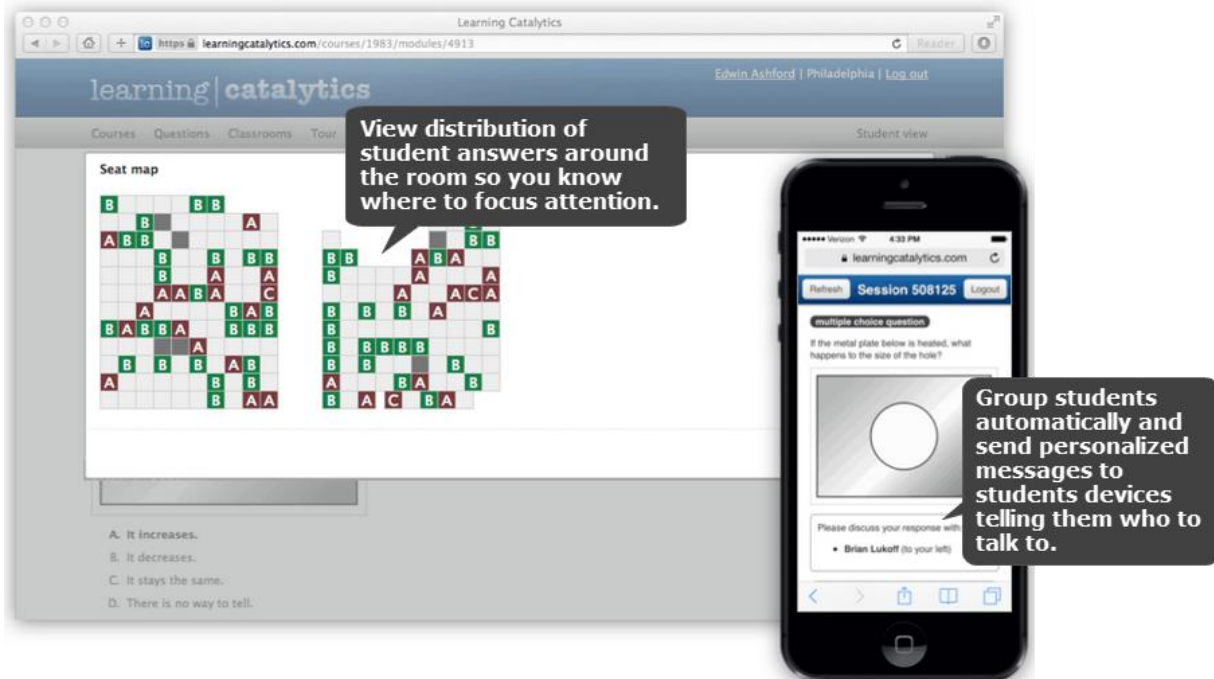 Learning Catalytics
https learningcatalytics.com/courses/1983/modules/4913
Reader
learning|catalytics
Edwin Ashford | Philadelphia | Log out
Courses Questions Classrooms Tour
Student view
View distribution of
student answers around
the room so you know
where to focus attention.
Seat map
B B B
B A
A B B
B B B B
B A A
A A B A C
A B A B
B A B B A B B B
A
B B B A B
A B B
B A A
B B
B B A B A
B A A
A A C A
B B B A
B B
B B B B B
B B B
A B A B
B A C B A
A. It increases.
B. It decreases.
C. It stays the same.
D. There is no way to tell.
Verizon 4:33 PM
learningcatalytics.com
Refresh Session 508125 Logout
multiple choice question
If the metal plate below is heated, what
happens to the size of the hole?
Please discuss your response with
• Brian Lukoff (to your left)
Group students
automatically and
send personalized
messages to
students devices
telling them who to
talk to.